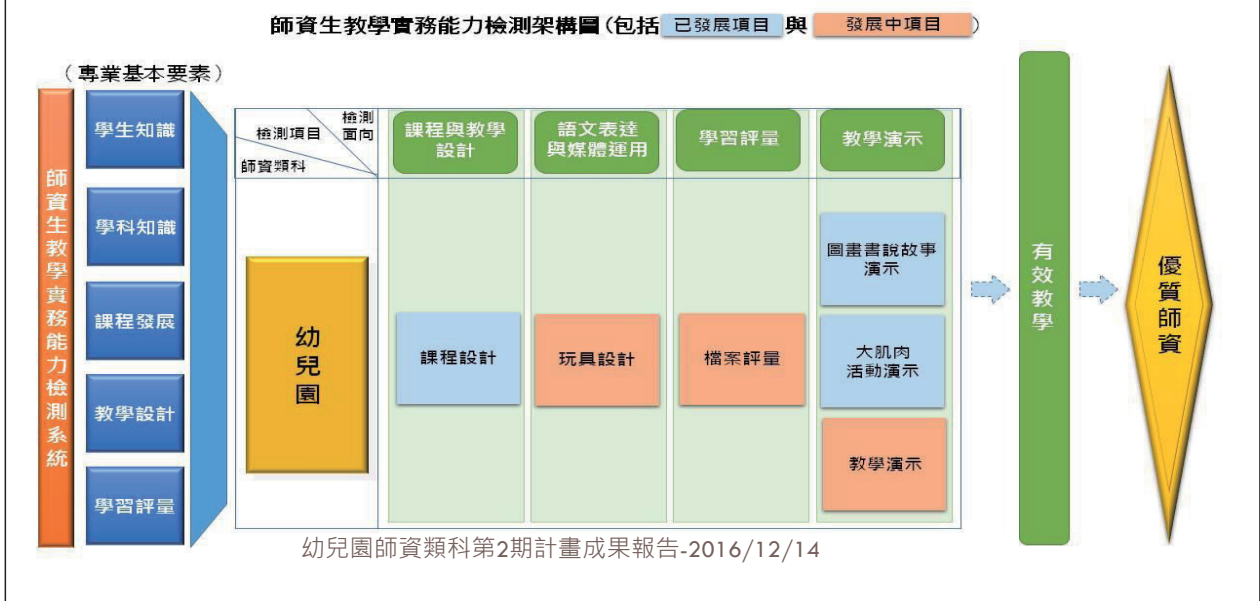 師資生教學實務能力檢測架構圖(包括 已發展項目 與 發展中項目 )
（專業基本要素）
師資生教學實務能力檢測系統
學生知識
學科知識
課程發展
教學設計
學習評量
檢測項目
檢測
面向
師資類科
課程與教學
設計
語文表達
與媒體運用
學習評量
教學演示
幼兒園
課程設計
玩具設計
檔案評量
圖畫書說故事
演示
大肌肉
活動演示
教學演示
有效教學
優質師資
幼兒園師資類科第2期計畫成果報告-2016/12/14